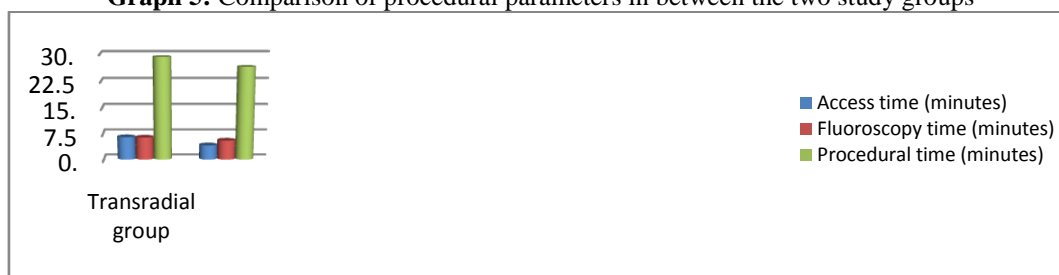 Graph 5: Comparison of procedural parameters in between the two study groups
30.
22.5
15.
7.5
0.
Transradial
group
Access time (minutes)
Fluoroscopy time (minutes)
Procedural time (minutes)